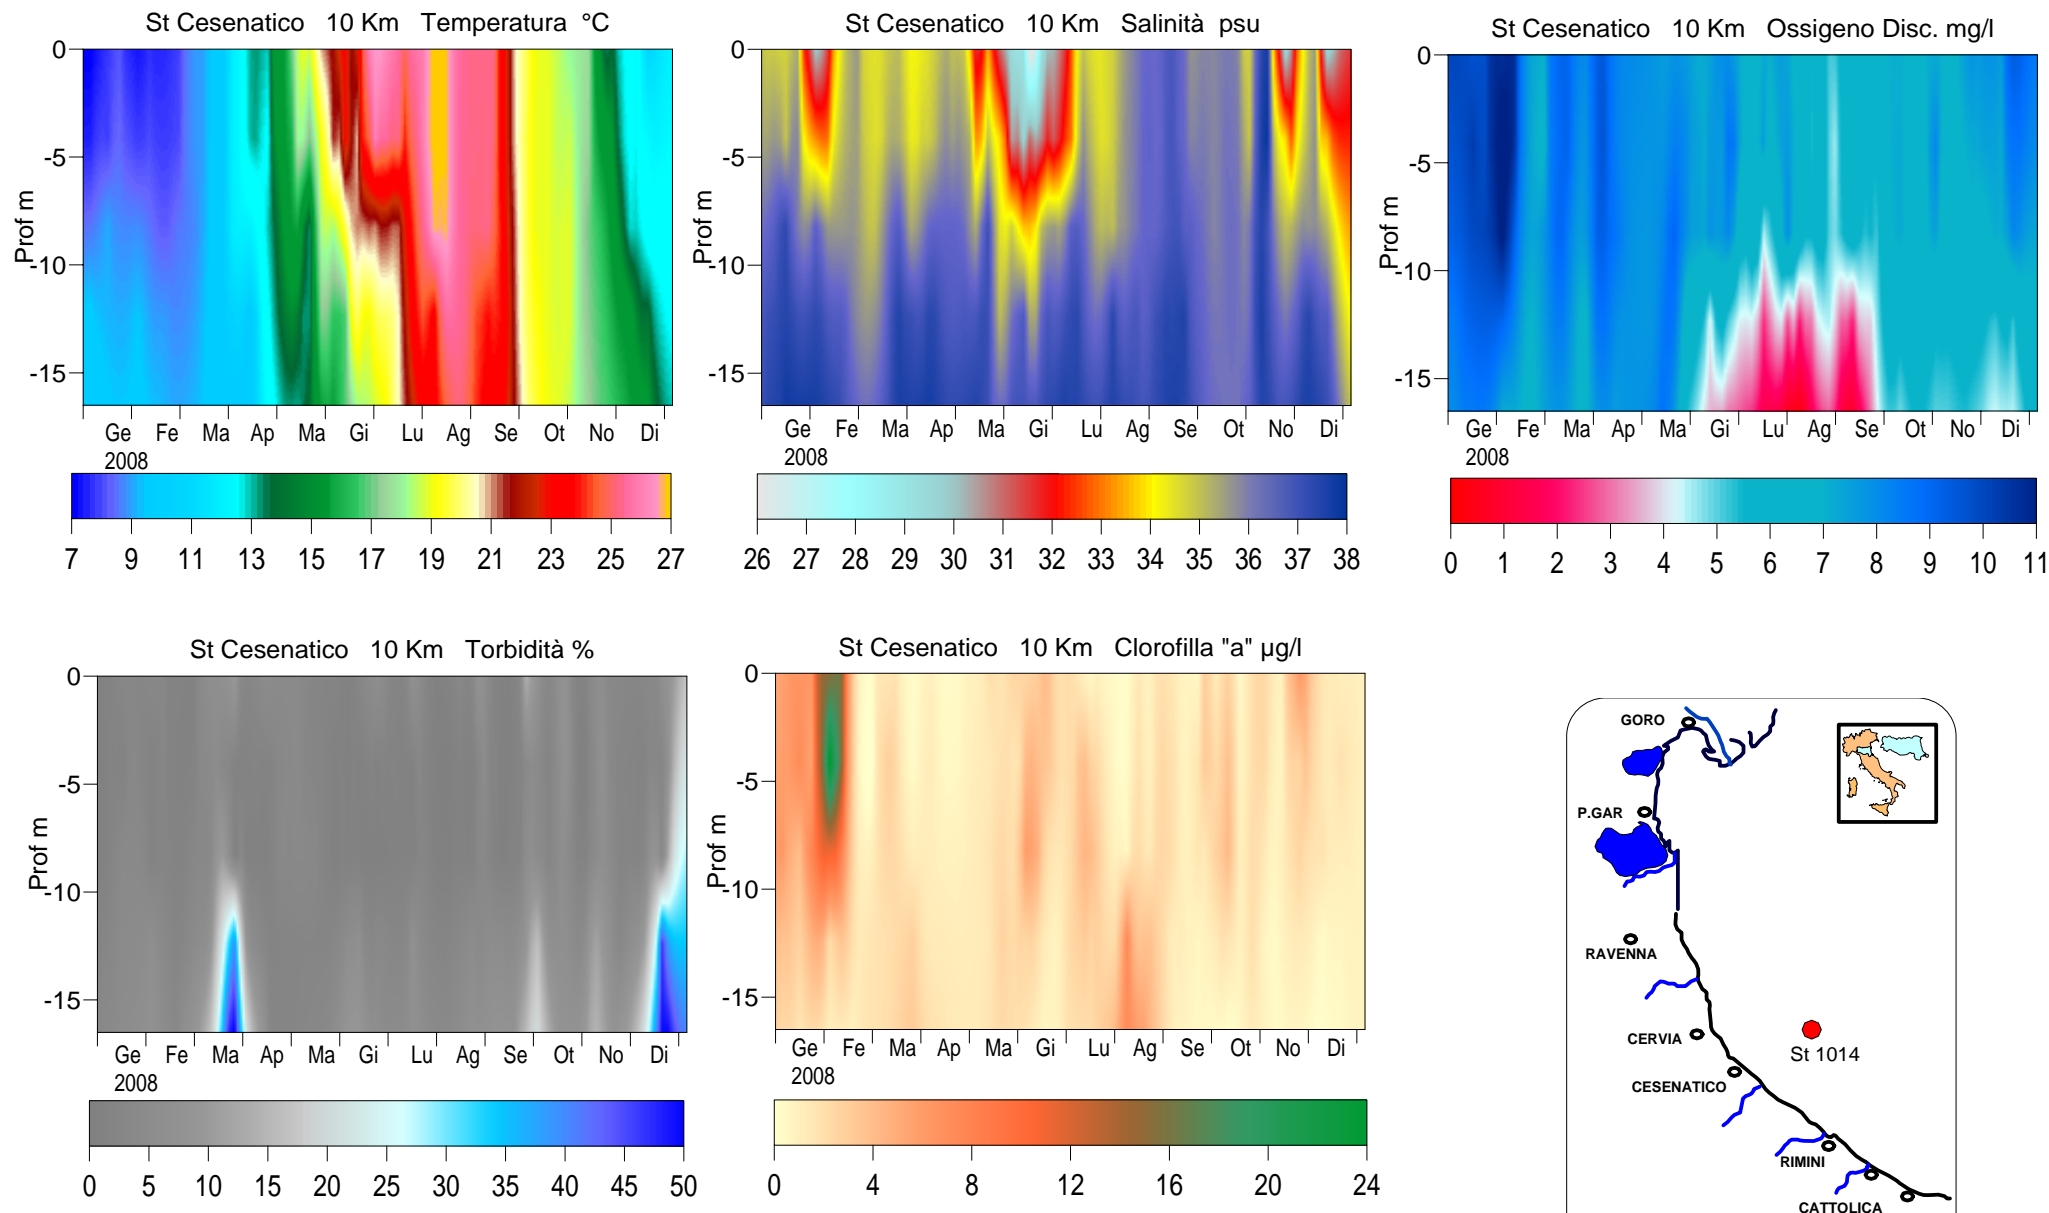 St Cesenatico 10 Km Temperatura °C
0
-5
-10
-15
Prof m
Ge Fe Ma Ap Ma Gi Lu Ag Se Ot No Di
2008
7 9 11 13 15 17 19 21 23 25 27
St Cesenatico 10 Km Salinità psu
0
-5
-10
-15
Prof m
Ge Fe Ma Ap Ma Gi Lu Ag Se Ot No Di
2008
26 27 28 29 30 31 32 33 34 35 36 37 38
St Cesenatico 10 Km Ossigeno Disc. mg/l
0
-5
-10
-15
Prof m
Ge Fe Ma Ap Ma Gi Lu Ag Se Ot No Di
2008
0 1 2 3 4 5 6 7 8 9 10 11
St Cesenatico 10 Km Torbidità %
0
-5
-10
-15
Prof m
Ge Fe Ma Ap Ma Gi Lu Ag Se Ot No Di
2008
0 5 10 15 20 25 30 35 40 45 50
St Cesenatico 10 Km Clorofilla "a" µg/l
0
-5
-10
-15
Prof m
Ge Fe Ma Ap Ma Gi Lu Ag Se Ot No Di
2008
0 4 8 12 16 20 24
GORO
P.GAR
RAVENNA
CERVIA
St 1014
CESENATICO
RIMINI
CATTOLICA